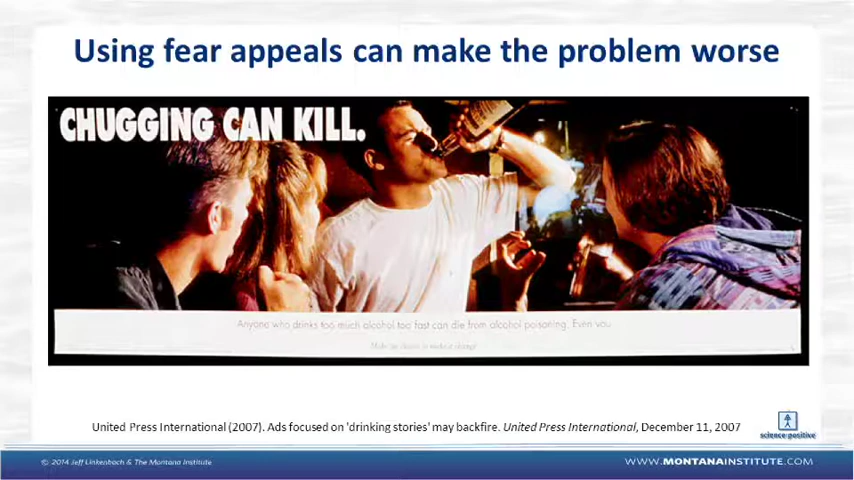 Using fear appeals can make the problem worse
CHUGGING CAN KILL.
Anyone who drinks too much alcohol too fast can die from alcohol poisoning. Even you.
United Press International (2007). Ads focused on 'drinking stories' may backfire. United Press International, December 11, 2007
science+positive
© 2014 Jeff Linkenbach & The Montana Institute
WWW.MONTANAINSTITUTE.COM